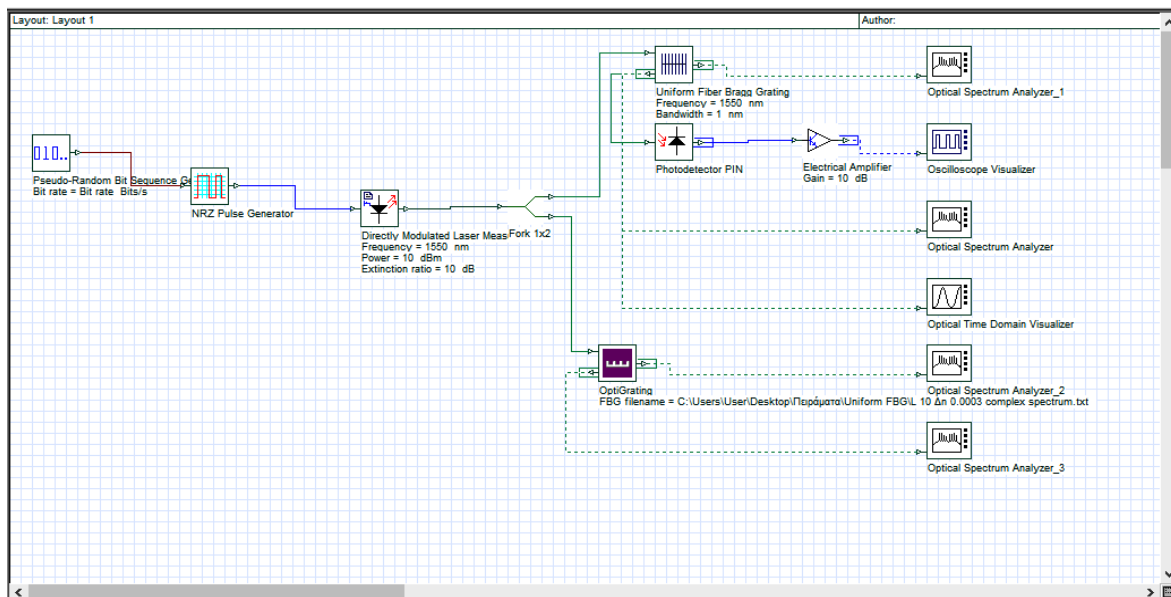 Layout: Layout 1
Author:
Uniform Fiber Bragg Grating
Frequency = 1550 nm
Bandwidth = 1 nm
Optical Spectrum Analyzer_1
010..
Pseudo-Random Bit Sequence Ge
Bit rate = Bit rate Bits/s
NRZ Pulse Generator
Photodetector PIN
Electrical Amplifier
Gain = 10 dB
Oscilloscope Visualizer
Directly Modulated Laser Meas
Frequency = 1550 nm
Power = 10 dBm
Extinction ratio = 10 dB
Fork 1x2
Optical Spectrum Analyzer
Optical Time Domain Visualizer
OptiGrating
FBG filename = C:\Users\User\Desktop\Πειράματα\Uniform FBG\L 10 Δn 0.0003 complex spectrum.txt
Optical Spectrum Analyzer_2
Optical Spectrum Analyzer_3